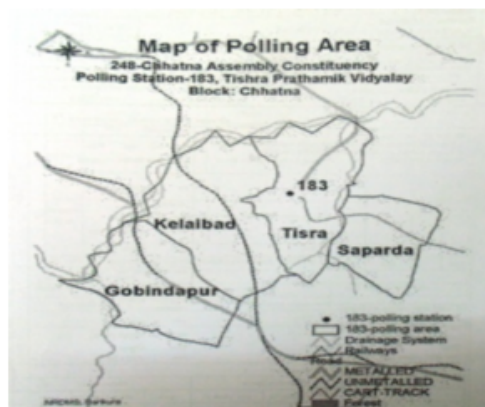 Map of Polling Area
248-Chhatna Assembly Constituency
Polling Station-183, Tishra Prathamik Vidyalay
Block: Chhatna
183
Kelaibad
Tisra
Saparda
Gobindapur
183-polling station
183-polling area
Drainage System
Railways
Road
METALLED
UNMETALLED
CART-TRACK
Forest